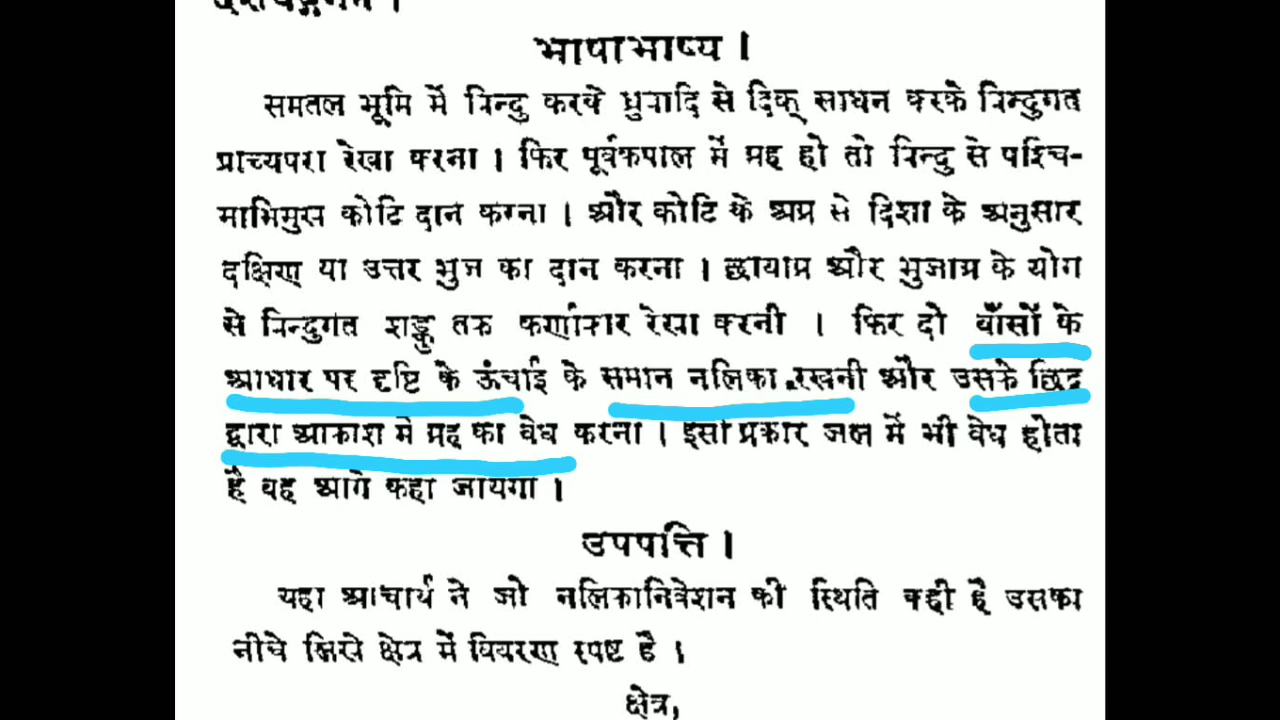 भाषाभाष्य ।
समतल भूमि में बिन्दु करके ध्रुवादि से दिक् साधन करके बिन्दुगत
प्राच्यपरा रेखा करना । फिर पूर्वकपाल में ग्रह हो तो बिन्दु से पश्चि-
माभिमुख कोटि दान करना । और कोटि के अग्र से दिशा के अनुसार
दक्षिण या उत्तर भुज का दान करना । छायाग्र और भुजाग्र के योग
से बिन्दुगत शङ्कु तक कर्णाकार रेखा करनी । फिर दो बाँसों के
आधार पर दृष्टि के ऊंचाई के समान नलिका रखनी और उसके छिद्र
द्वारा आकाश में ग्रह का वेध करना । इसी प्रकार जल में भी वेध होता
है वह आगे कहा जायगा ।
उपपत्ति ।
यहा आचार्य ने जो नलिकानिवेशन की स्थिति कही है उसका
नीचे लिखे क्षेत्र में विवरण स्पष्ट है ।
क्षेत्र,